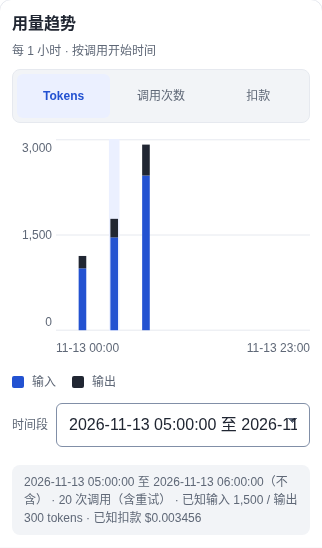 用量趋势
每 1 小时 · 按调用开始时间
Tokens 调用次数 扣款
3,000
1,500
0
11-13 00:00 11-13 23:00
输入 输出
时间段 2026-11-13 05:00:00 至 2026-11
2026-11-13 05:00:00 至 2026-11-13 06:00:00（不
含） · 20 次调用（含重试） · 已知输入 1,500 / 输出
300 tokens · 已知扣款 $0.003456